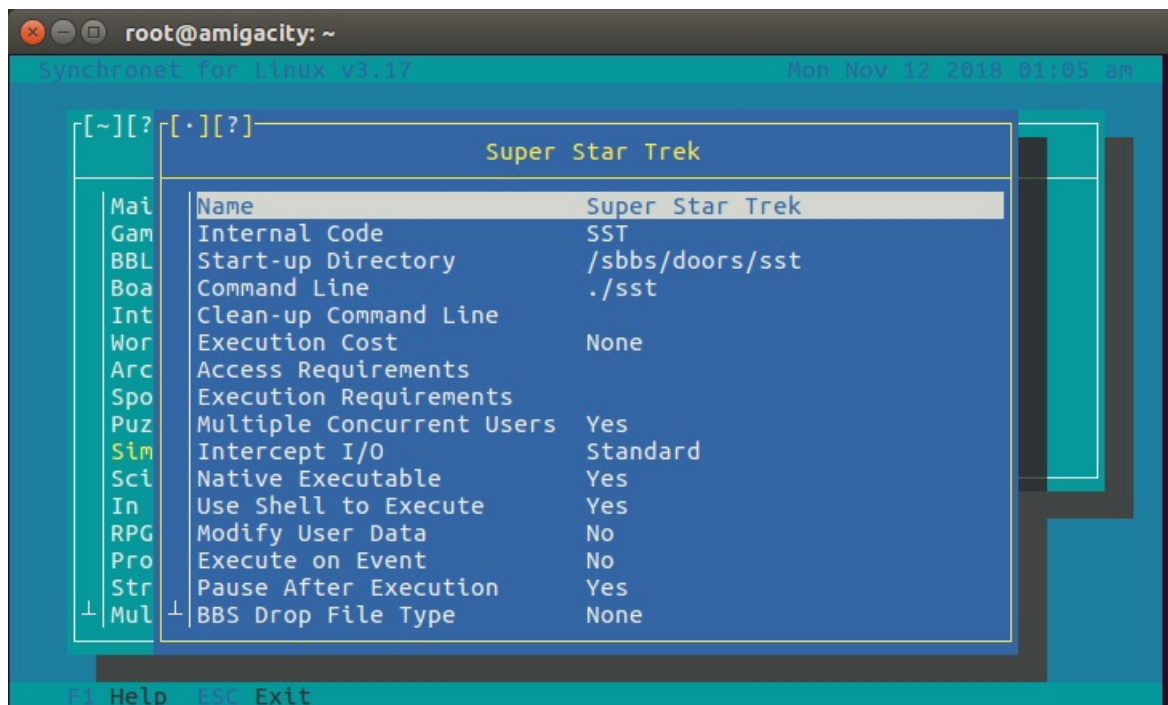 root@amigacity: ~
Synchronet for Linux v3.17 Mon Nov 12 2018 01:05 am
[~][? [·][?]
Super Star Trek
Mai Name Super Star Trek
Gam Internal Code SST
BBL Start-up Directory /sbbs/doors/sst
Boa Command Line ./sst
Int Clean-up Command Line
Wor Execution Cost None
Arc Access Requirements
Spo Execution Requirements
Puz Multiple Concurrent Users Yes
Sim Intercept I/O Standard
Sci Native Executable Yes
In Use Shell to Execute Yes
RPG Modify User Data No
Pro Execute on Event No
Str Pause After Execution Yes
Mul BBS Drop File Type None
F1 Help ESC Exit